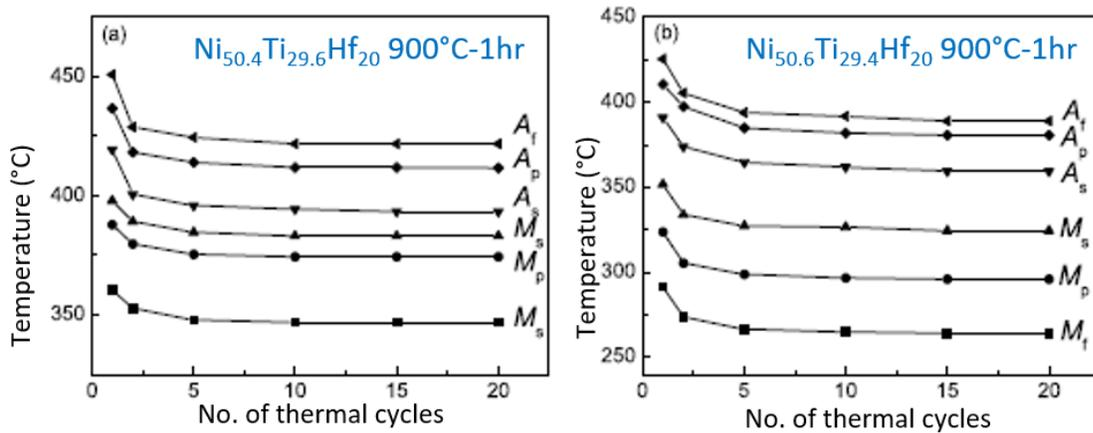 (a)
Ni50.4Ti29.6Hf20 900°C-1hr
Temperature (°C)
450
400
350
0 5 10 15 20
No. of thermal cycles
Af
Ap
As
Ms
Mp
Ms
(b)
Ni50.6Ti29.4Hf20 900°C-1hr
Temperature (°C)
450
400
350
300
250
0 5 10 15 20
No. of thermal cycles
Af
Ap
As
Ms
Mp
Mf